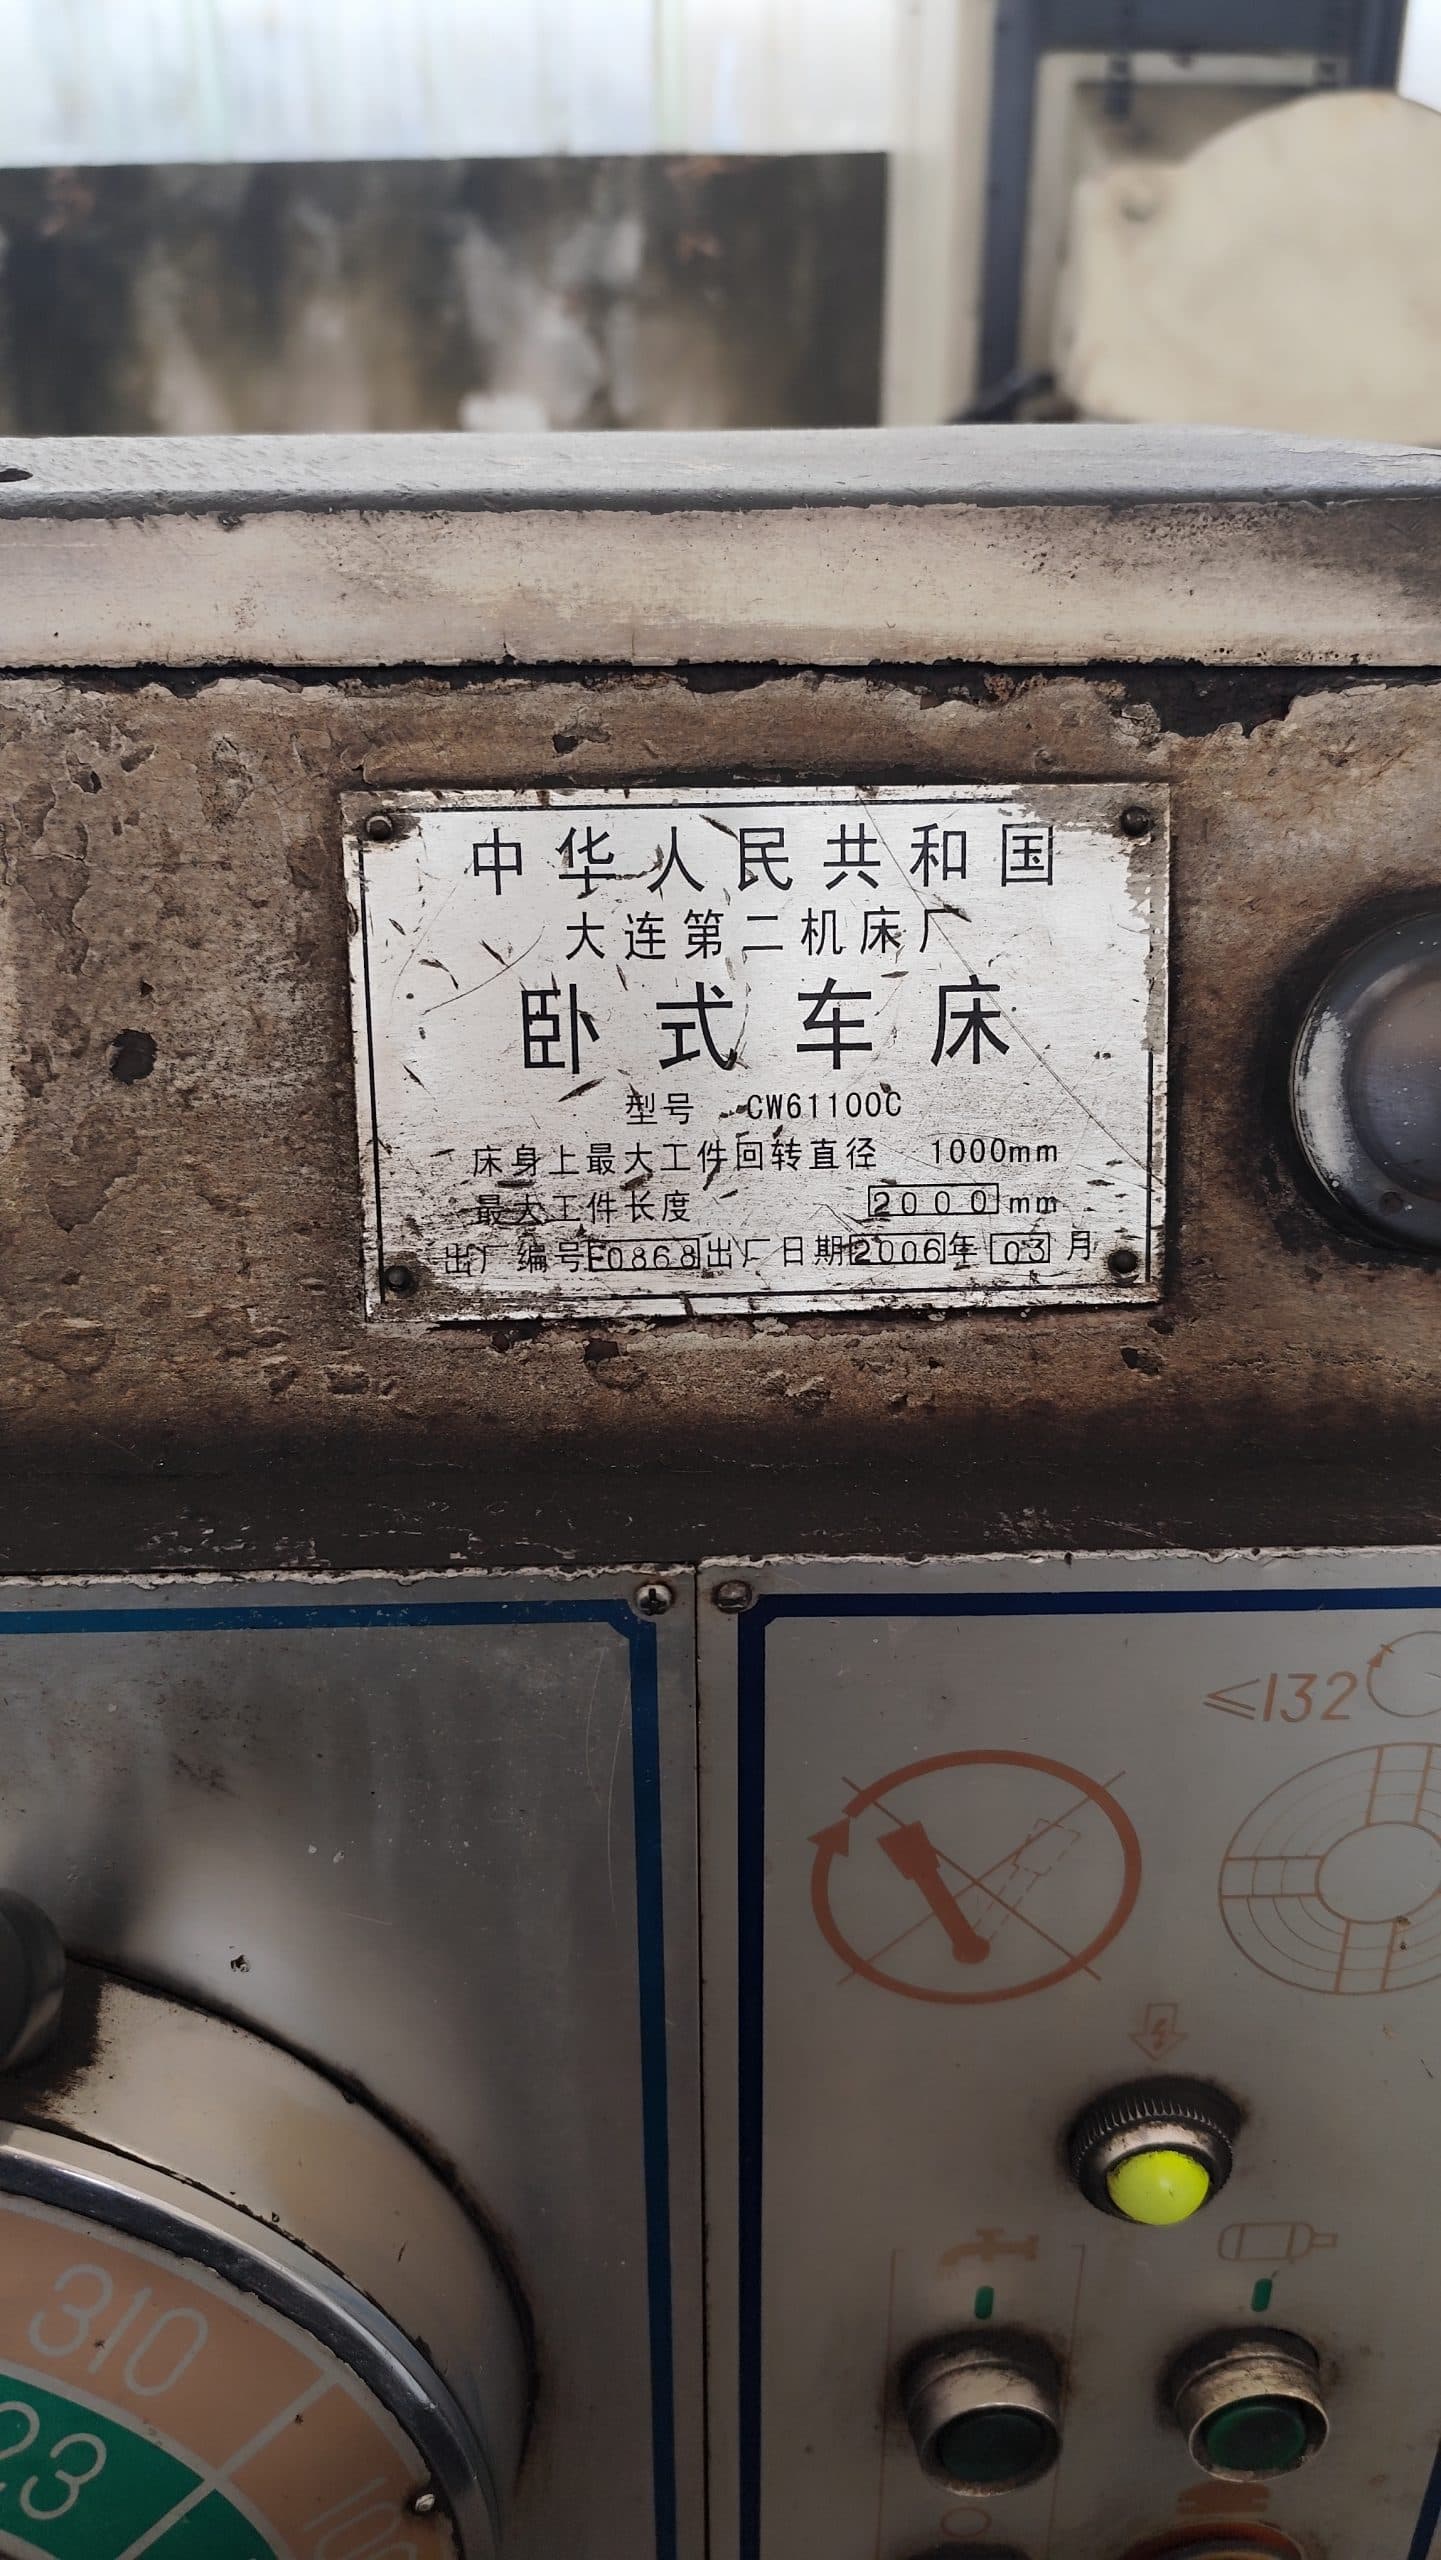 中华人民共和国
大连第二机床厂
卧式车床
型号 CW61100C
床身上最大工件回转直径 1000mm
最大工件长度 2000mm
出厂编号F0868出厂日期2006年03月
≤132
310
23